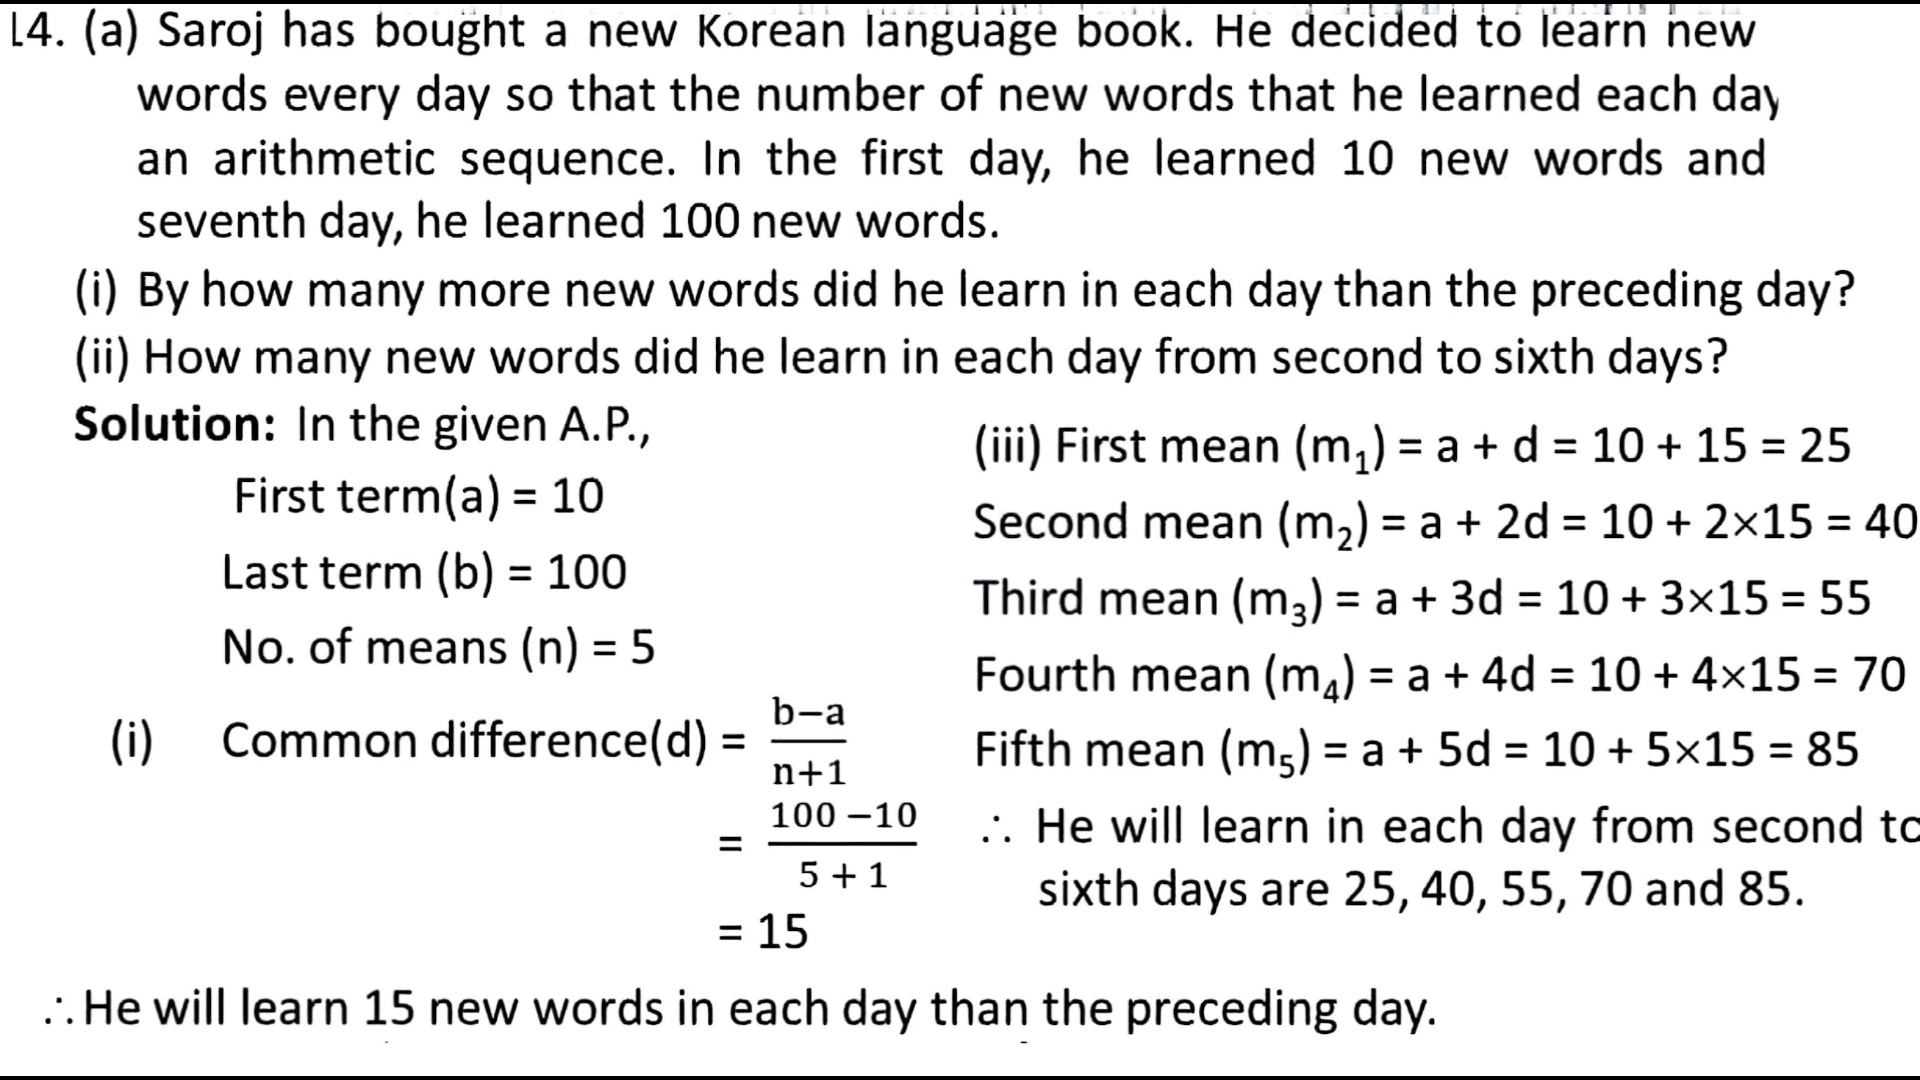 14. (a) Saroj has bought a new Korean language book. He decided to learn new
words every day so that the number of new words that he learned each day
an arithmetic sequence. In the first day, he learned 10 new words and
seventh day, he learned 100 new words.
(i) By how many more new words did he learn in each day than the preceding day?
(ii) How many new words did he learn in each day from second to sixth days?
Solution: In the given A.P.,
First term(a) = 10
Last term (b) = 100
No. of means (n) = 5
(i) Common difference(d) = b–a
n+1
= 100 –10
5 + 1
= 15
(iii) First mean (m₁) = a + d = 10 + 15 = 25
Second mean (m₂) = a + 2d = 10 + 2×15 = 40
Third mean (m₃) = a + 3d = 10 + 3×15 = 55
Fourth mean (m₄) = a + 4d = 10 + 4×15 = 70
Fifth mean (m₅) = a + 5d = 10 + 5×15 = 85
∴ He will learn in each day from second to
sixth days are 25, 40, 55, 70 and 85.
∴ He will learn 15 new words in each day than the preceding day.